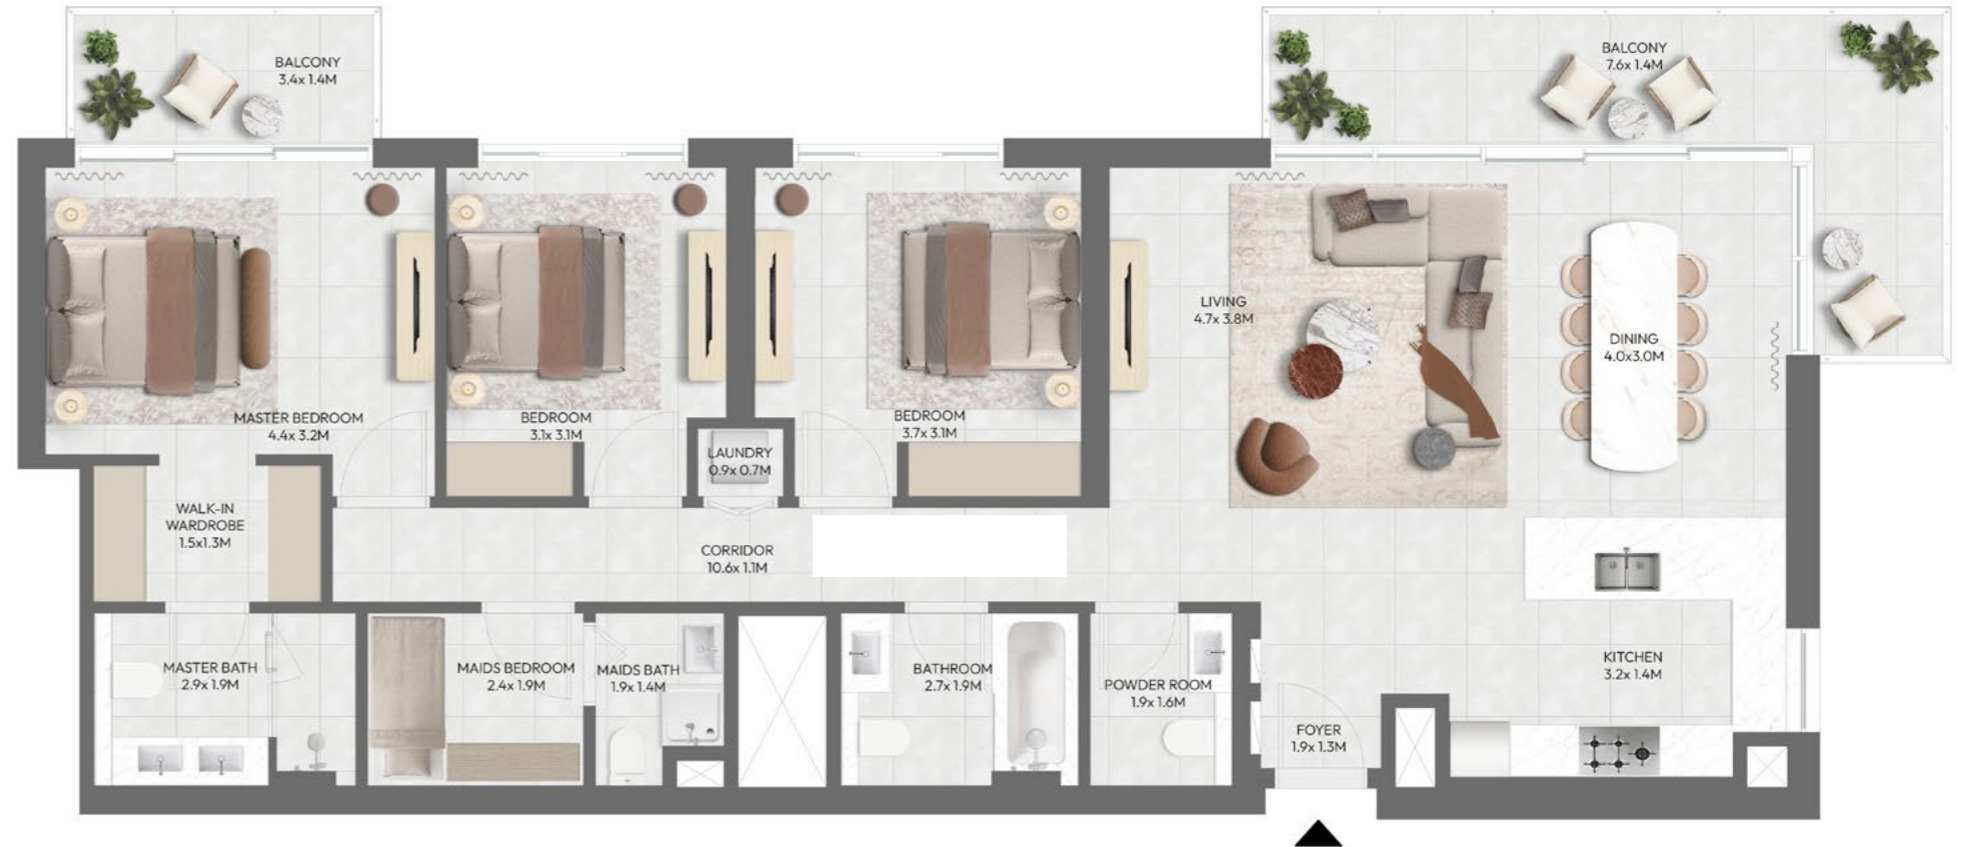 BALCONY
3.4x 1.4M
BALCONY
7.6x 1.4M
LIVING
4.7x 3.8M
DINING
4.0x3.0M
MASTER BEDROOM
4.4x 3.2M
BEDROOM
3.1x 3.1M
BEDROOM
3.7x 3.1M
LAUNDRY
0.9x 0.7M
WALK-IN
WARDROBE
1.5x1.3M
CORRIDOR
10.6x 1.1M
MASTER BATH
2.9x 1.9M
MAIDS BEDROOM
2.4x 1.9M
MAIDS BATH
1.9x 1.4M
BATHROOM
2.7x 1.9M
POWDER ROOM
1.9x 1.6M
KITCHEN
3.2x 1.4M
FOYER
1.9x 1.3M